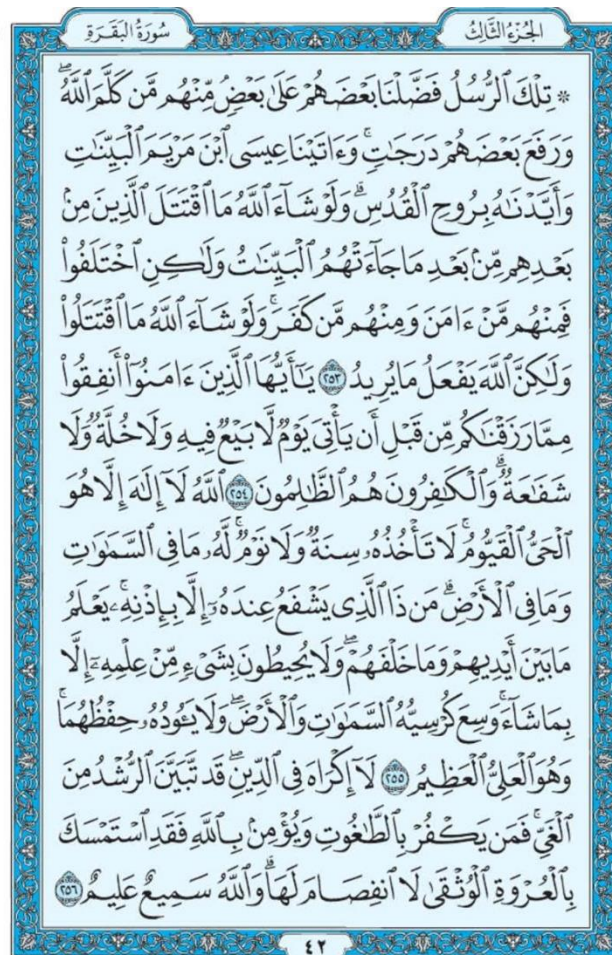 الجُزءُ الثَّالِثُ
سُورَةُ البَقَرَةِ
۞ تِلۡكَ ٱلرُّسُلُ فَضَّلۡنَا بَعۡضَهُمۡ عَلَىٰ بَعۡضٖۘ مِّنۡهُم مَّن كَلَّمَ ٱللَّهُۖ
وَرَفَعَ بَعۡضَهُمۡ دَرَجَٰتٖۚ وَءَاتَيۡنَا عِيسَى ٱبۡنَ مَرۡيَمَ ٱلۡبَيِّنَٰتِ
وَأَيَّدۡنَٰهُ بِرُوحِ ٱلۡقُدُسِۗ وَلَوۡ شَآءَ ٱللَّهُ مَا ٱقۡتَتَلَ ٱلَّذِينَ مِنۢ
بَعۡدِهِم مِّنۢ بَعۡدِ مَا جَآءَتۡهُمُ ٱلۡبَيِّنَٰتُ وَلَٰكِنِ ٱخۡتَلَفُواْ
فَمِنۡهُم مَّنۡ ءَامَنَ وَمِنۡهُم مَّن كَفَرَۚ وَلَوۡ شَآءَ ٱللَّهُ مَا ٱقۡتَتَلُواْ
وَلَٰكِنَّ ٱللَّهَ يَفۡعَلُ مَا يُرِيدُ ٢٥٣ يَٰٓأَيُّهَا ٱلَّذِينَ ءَامَنُوٓاْ أَنفِقُواْ
مِمَّا رَزَقۡنَٰكُم مِّن قَبۡلِ أَن يَأۡتِيَ يَوۡمٞ لَّا بَيۡعٞ فِيهِ وَلَا خُلَّةٞ وَلَا
شَفَٰعَةٞۗ وَٱلۡكَٰفِرُونَ هُمُ ٱلظَّٰلِمُونَ ٢٥٤ ٱللَّهُ لَآ إِلَٰهَ إِلَّا هُوَ
ٱلۡحَيُّ ٱلۡقَيُّومُۚ لَا تَأۡخُذُهُۥ سِنَةٞ وَلَا نَوۡمٞۚ لَّهُۥ مَا فِي ٱلسَّمَٰوَٰتِ
وَمَا فِي ٱلۡأَرۡضِۗ مَن ذَا ٱلَّذِي يَشۡفَعُ عِندَهُۥٓ إِلَّا بِإِذۡنِهِۦۚ يَعۡلَمُ
مَا بَيۡنَ أَيۡدِيهِمۡ وَمَا خَلۡفَهُمۡۖ وَلَا يُحِيطُونَ بِشَيۡءٖ مِّنۡ عِلۡمِهِۦٓ إِلَّا
بِمَا شَآءَۚ وَسِعَ كُرۡسِيُّهُ ٱلسَّمَٰوَٰتِ وَٱلۡأَرۡضَۖ وَلَا يَـُٔودُهُۥ حِفۡظُهُمَاۚ
وَهُوَ ٱلۡعَلِيُّ ٱلۡعَظِيمُ ٢٥٥ لَآ إِكۡرَاهَ فِي ٱلدِّينِۖ قَد تَّبَيَّنَ ٱلرُّشۡدُ مِنَ
ٱلۡغَيِّۚ فَمَن يَكۡفُرۡ بِٱلطَّٰغُوتِ وَيُؤۡمِنۢ بِٱللَّهِ فَقَدِ ٱسۡتَمۡسَكَ
بِٱلۡعُرۡوَةِ ٱلۡوُثۡقَىٰ لَا ٱنفِصَامَ لَهَاۗ وَٱللَّهُ سَمِيعٌ عَلِيمٌ ٢٥٦
٤٢